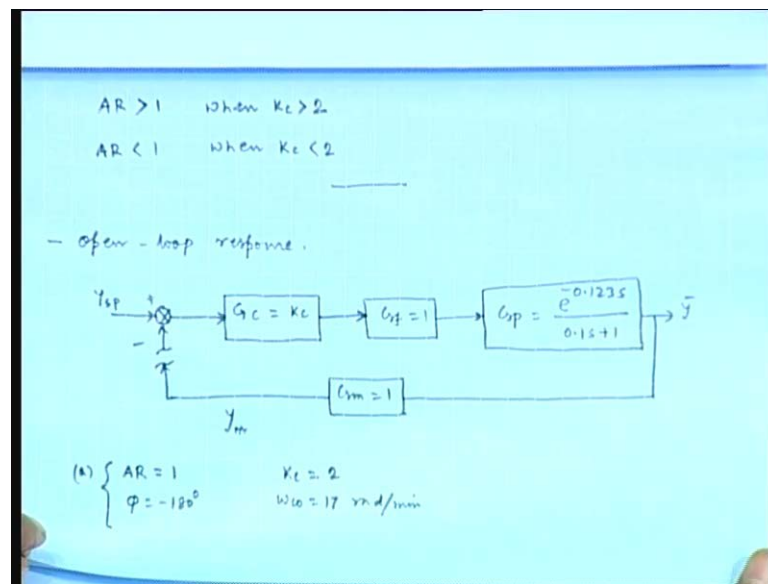 AR > 1 when Kc > 2
AR < 1 when Kc < 2
- open-loop response.
ysp + Gc = Kc Gf = 1 Gp = e^-0.123s / 0.1s+1 ȳ
-
Gm = 1
ym
(a) { AR = 1 Kc = 2
φ = -180° ωco = 17 rad/min